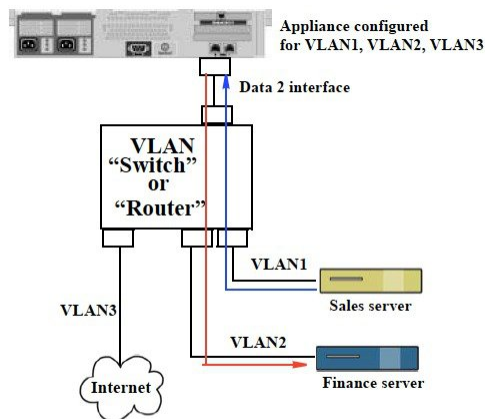 Appliance configured
for VLAN1, VLAN2, VLAN3
Data 2 interface
VLAN
“Switch”
or
“Router”
VLAN1
Sales server
VLAN3
VLAN2
Internet
Finance server